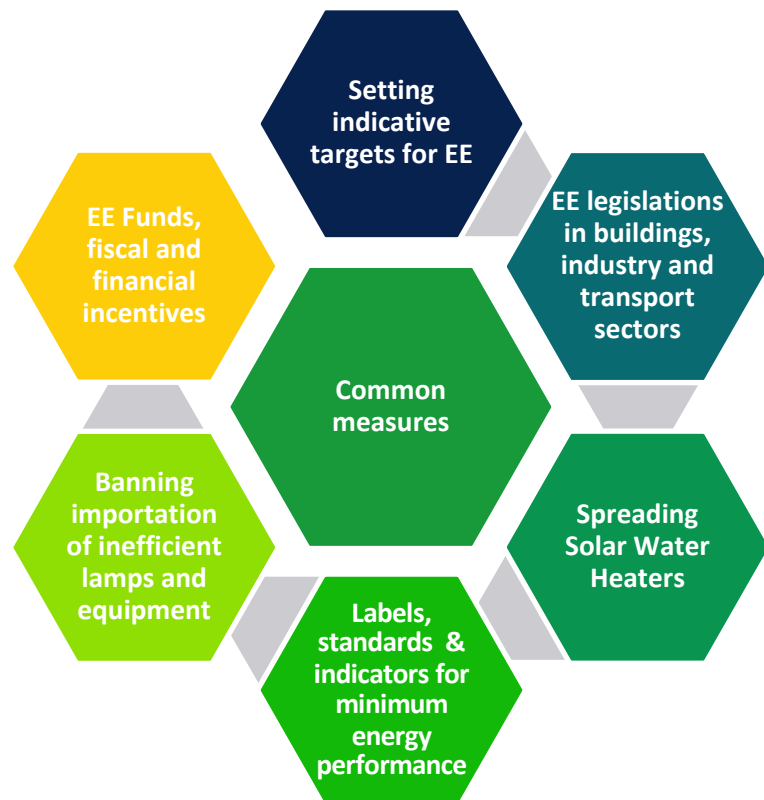 Setting
indicative
targets for EE
EE legislations
in buildings,
industry and
transport
sectors
Spreading
Solar Water
Heaters
Labels,
standards &
indicators for
minimum
energy
performance
Banning
importation
of inefficient
lamps and
equipment
EE Funds,
fiscal and
financial
incentives
Common
measures